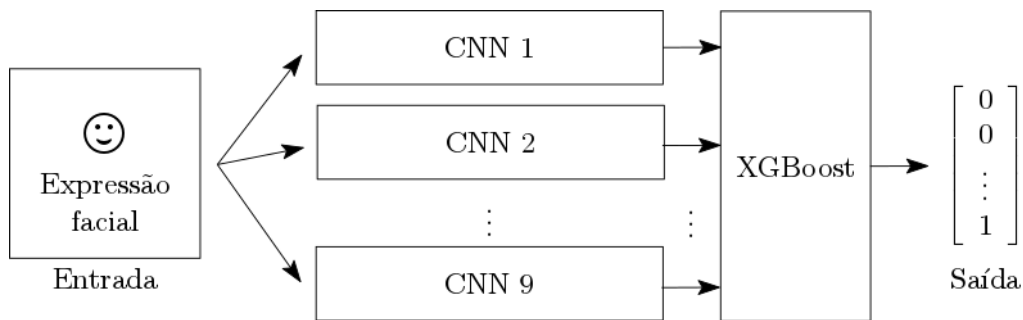 Expressão
facial
Entrada
CNN 1
CNN 2
⋮
CNN 9
⋮
XGBoost
0
0
⋮
1
Saída